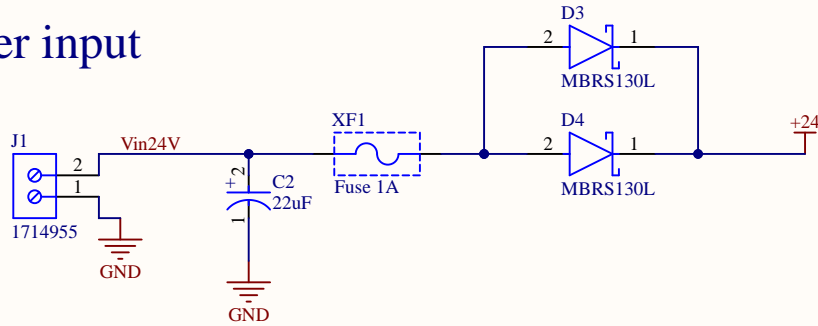 er input
D3
2
1
MBRS130L
XF1
D4
J1
Vin24V
2
1
+24
2
1
+
2
C2
Fuse 1A
MBRS130L
22uF
1
1714955
GND
GND